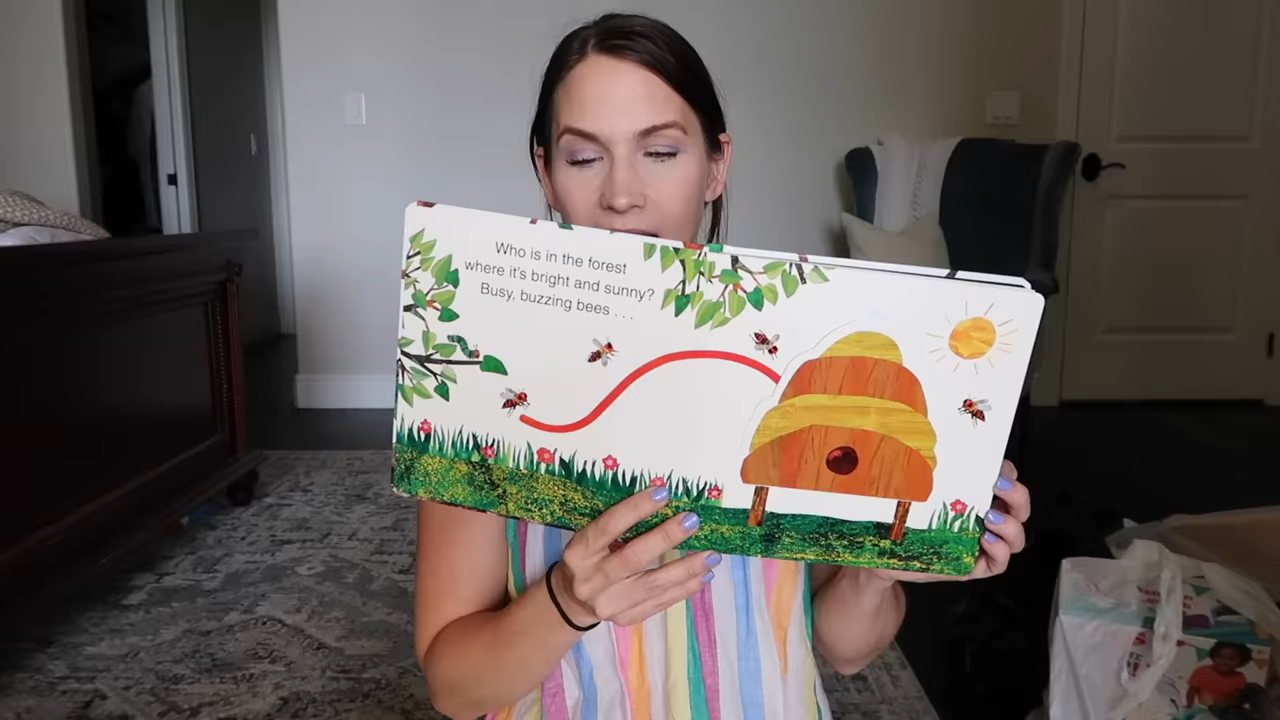 Who is in the forest
where it's bright and sunny?
Busy, buzzing bees . . .